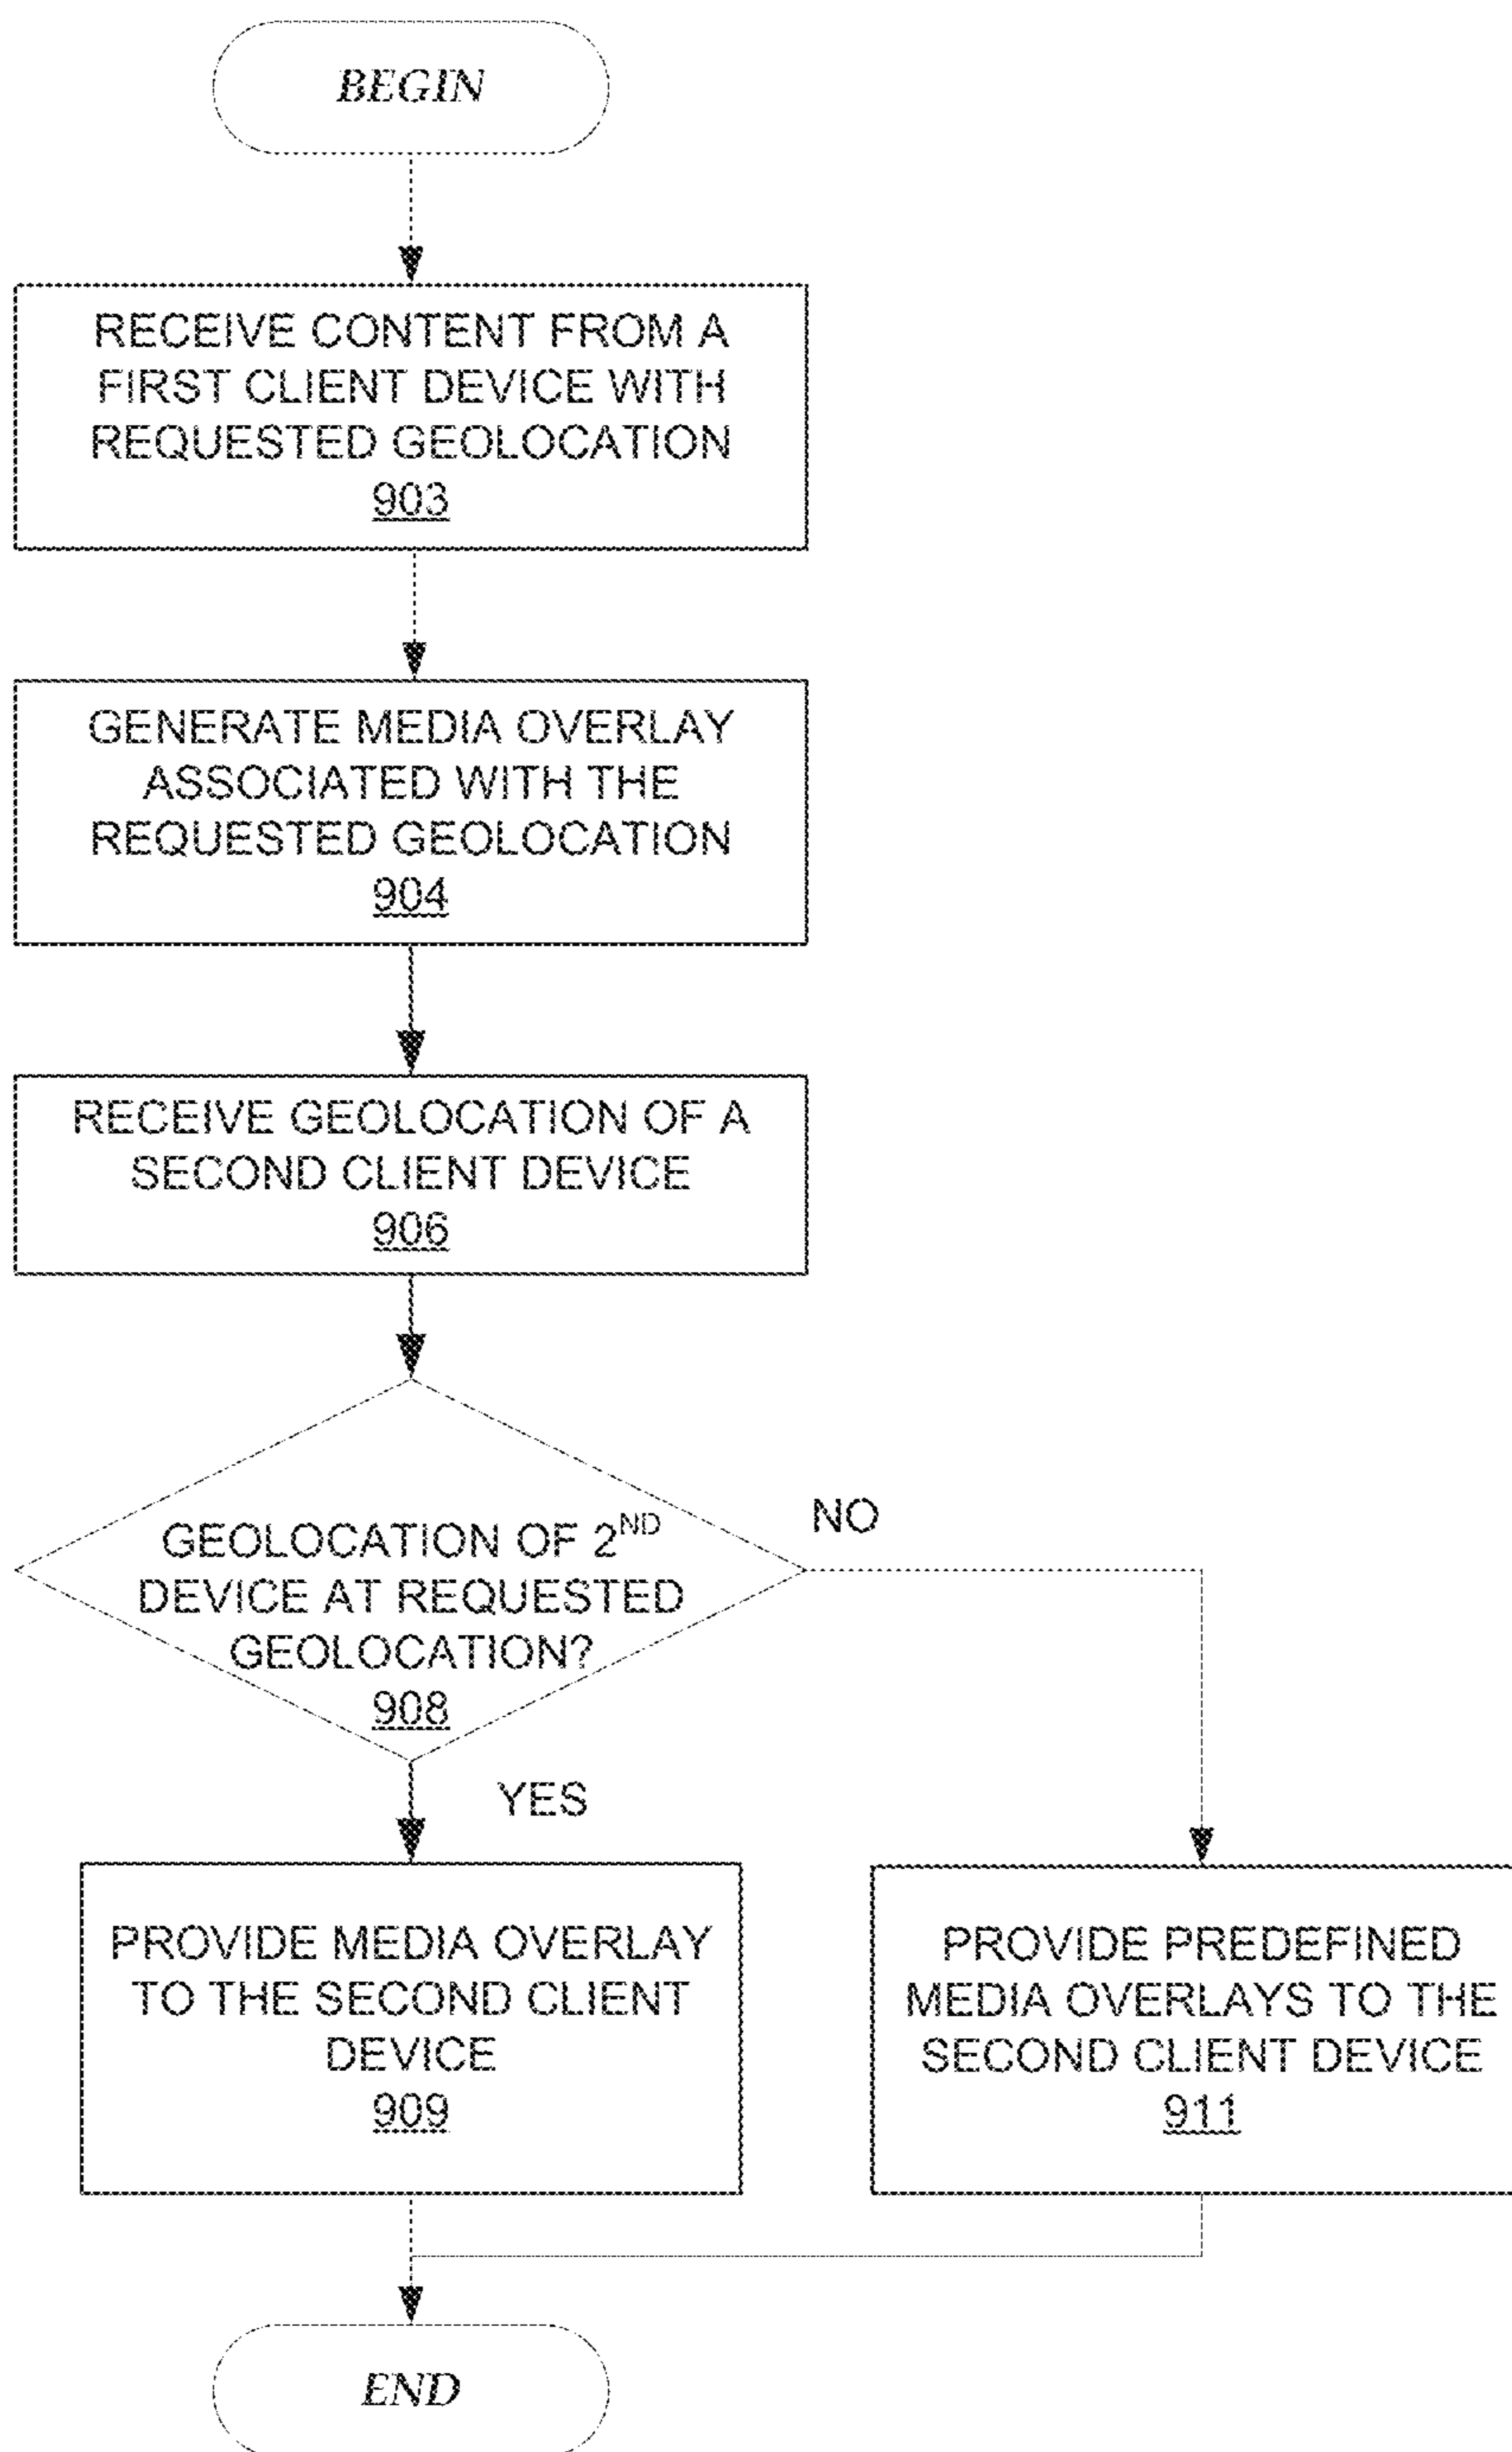 BEGIN
RECEIVE CONTENT FROM A
FIRST CLIENT DEVICE WITH
REQUESTED GEOLOCATION
903
GENERATE MEDIA OVERLAY
ASSOCIATED WITH THE
REQUESTED GEOLOCATION
904
RECEIVE GEOLOCATION OF A
SECOND CLIENT DEVICE
906
GEOLOCATION OF 2ND
DEVICE AT REQUESTED
GEOLOCATION?
908
NO
YES
PROVIDE MEDIA OVERLAY
TO THE SECOND CLIENT
DEVICE
909
PROVIDE PREDEFINED
MEDIA OVERLAYS TO THE
SECOND CLIENT DEVICE
911
END